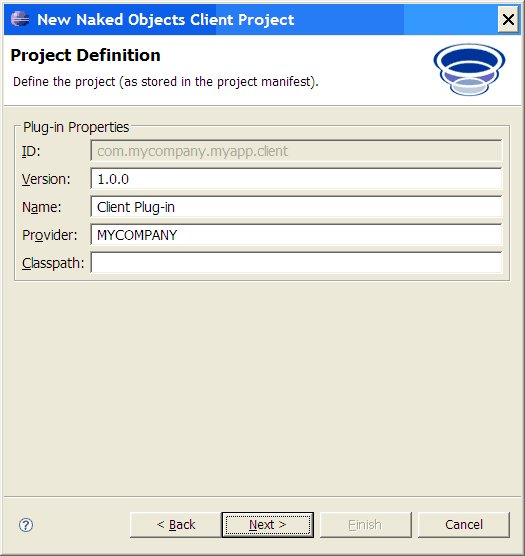 New Naked Objects Client Project
Project Definition
Define the project (as stored in the project manifest).
Plug-in Properties
ID: com.mycompany.myapp.client
Version: 1.0.0
Name: Client Plug-in
Provider: MYCOMPANY
Classpath:
? < Back Next > Finish Cancel